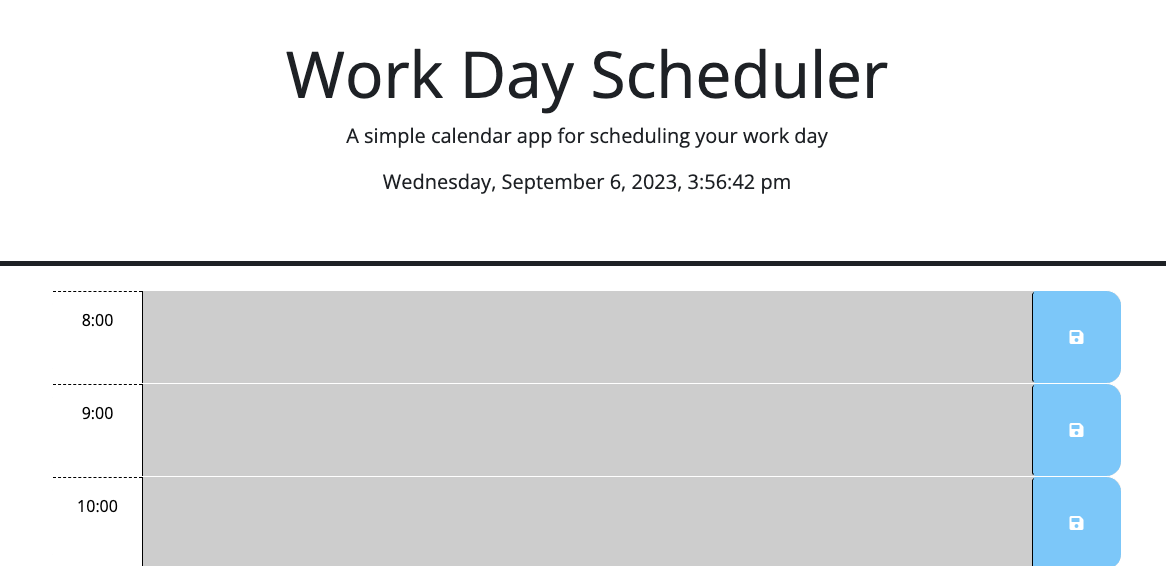 Work Day Scheduler
A simple calendar app for scheduling your work day
Wednesday, September 6, 2023, 3:56:42 pm
8:00
9:00
10:00